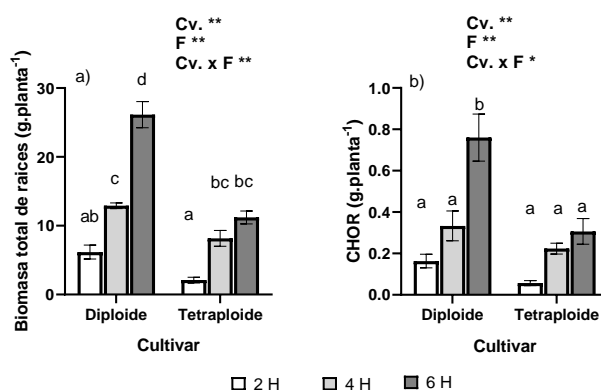 Cv. **
F **
Cv. x F **
a)
d
c
ab
bc bc
a
30
20
10
0
Biomasa total de raices (g.planta-1)
Diploide Tetraploide
Cultivar
Cv. **
F **
Cv. x F *
b)
b
a a a a a
1.0
0.8
0.6
0.4
0.2
0.0
CHOR (g.planta-1)
Diploide Tetraploide
Cultivar
2 H 4 H 6 H